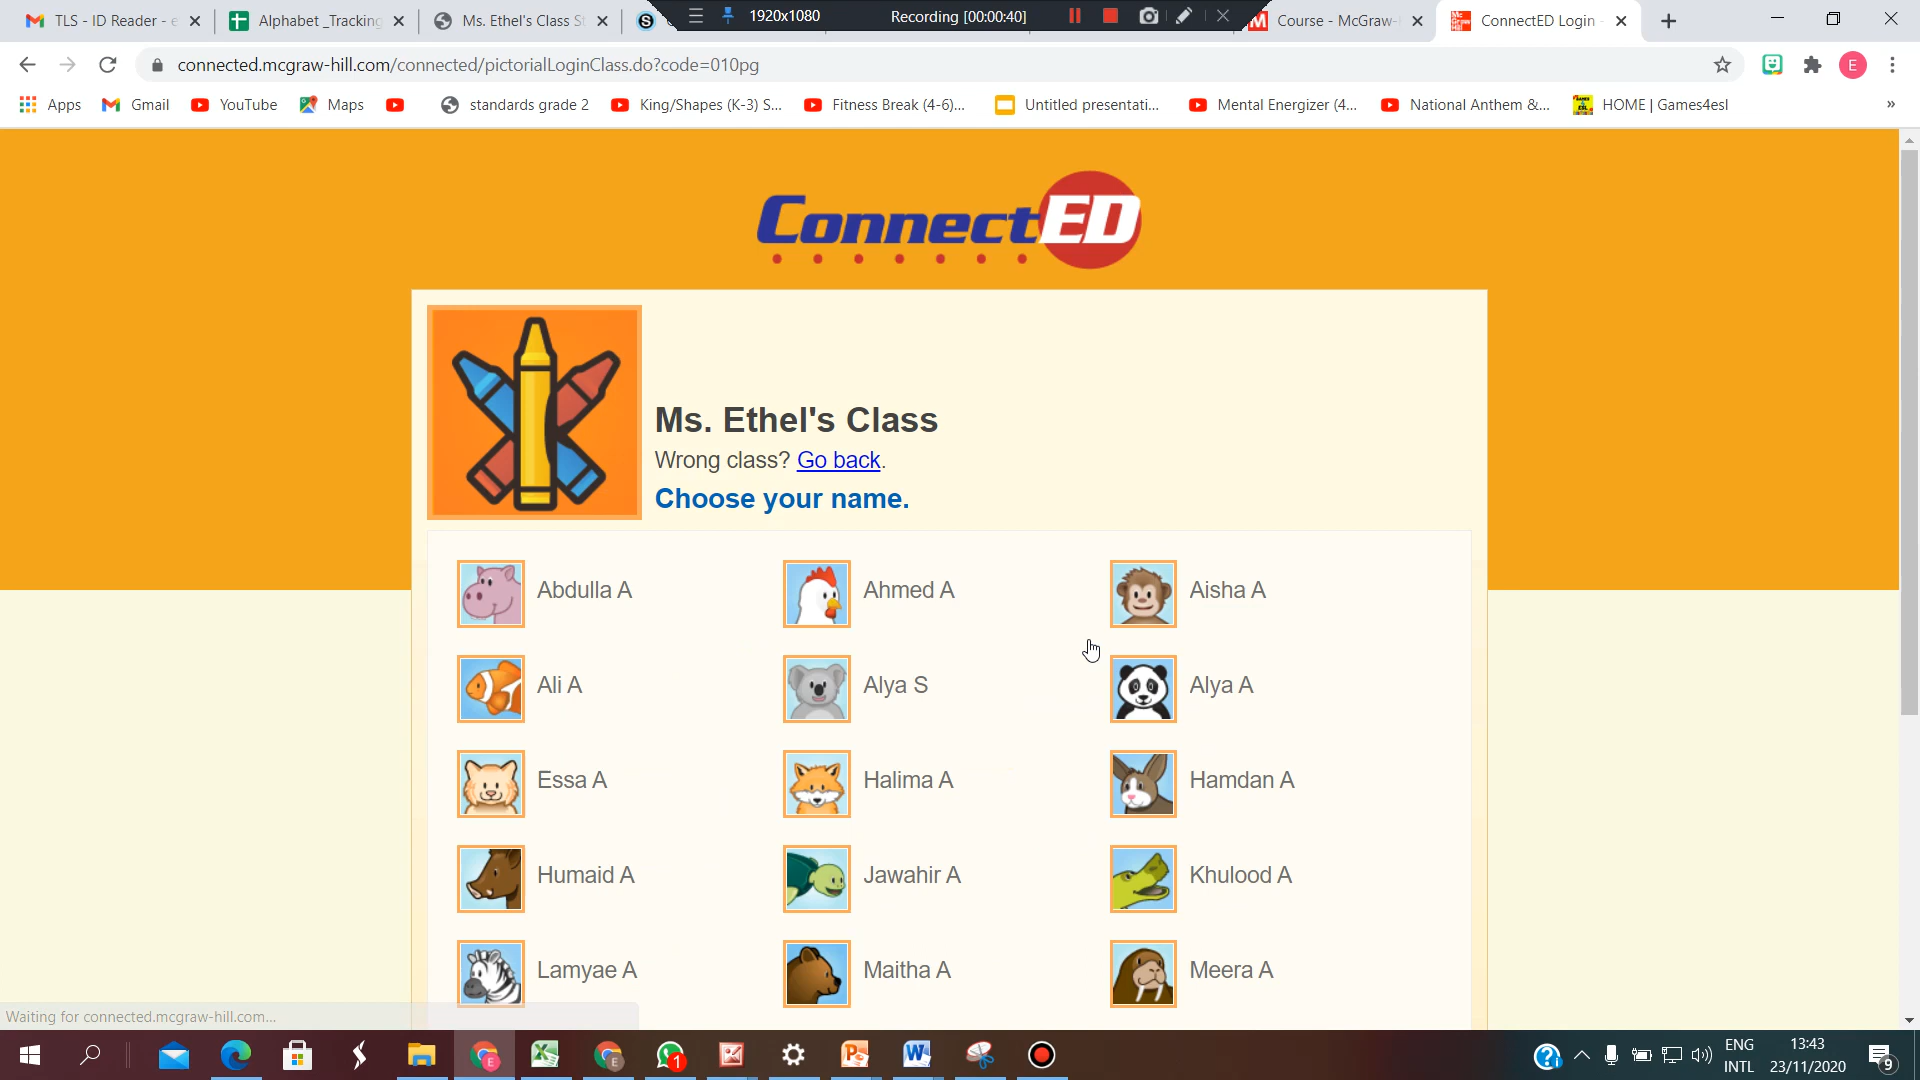 TLS - ID Reader - e
Alphabet _Tracking
Ms. Ethel's Class St
1920x1080
Recording [00:00:40]
Course - McGraw-H
ConnectED Login -
connected.mcgraw-hill.com/connected/pictorialLoginClass.do?code=010pg
E
Apps
Gmail
YouTube
Maps
standards grade 2
King/Shapes (K-3) S...
Fitness Break (4-6)...
Untitled presentati...
Mental Energizer (4...
National Anthem &...
HOME | Games4esl
»
ConnectED
Ms. Ethel's Class
Wrong class? Go back.
Choose your name.
Abdulla A
Ahmed A
Aisha A
Ali A
Alya S
Alya A
Essa A
Halima A
Hamdan A
Humaid A
Jawahir A
Khulood A
Lamyae A
Maitha A
Meera A
Waiting for connected.mcgraw-hill.com...
1
ENG
INTL
13:43
23/11/2020
9